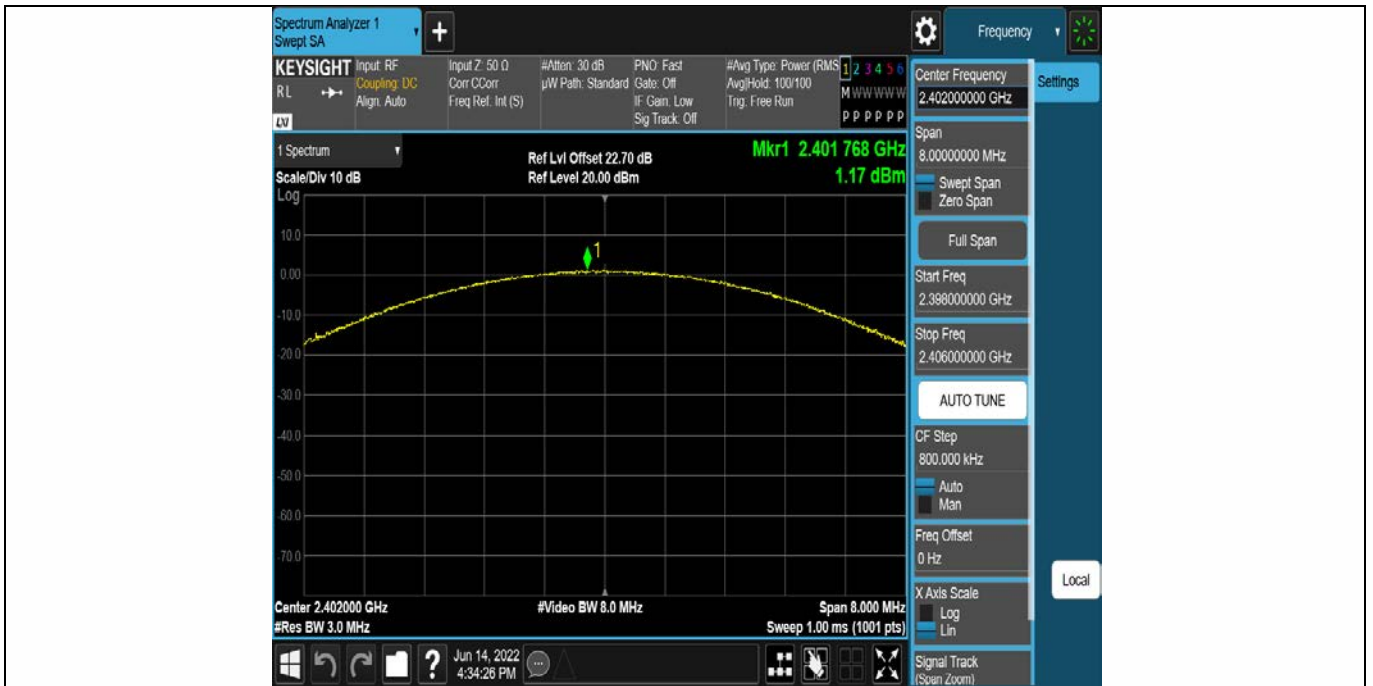 Spectrum Analyzer 1
Swept SA
+
Frequency
KEYSIGHT
RL
Input: RF
Coupling: DC
Align: Auto
Input Z: 50 Ω
Corr CCorr
Freq Ref: Int (S)
#Atten: 30 dB
µW Path: Standard
PNO: Fast
Gate: Off
IF Gain: Low
Sig Track: Off
#Avg Type: Power (RMS
Avg|Hold: 100/100
Trig: Free Run
1 2 3 4 5 6
M W W W W W
P P P P P P
LXI
1 Spectrum
Scale/Div 10 dB
Log
Ref Lvl Offset 22.70 dB
Ref Level 20.00 dBm
Mkr1 2.401 768 GHz
1.17 dBm
1
10.0
0.00
-10.0
-20.0
-30.0
-40.0
-50.0
-60.0
-70.0
Center 2.402000 GHz
#Res BW 3.0 MHz
#Video BW 8.0 MHz
Span 8.000 MHz
Sweep 1.00 ms (1001 pts)
?
Jun 14, 2022
4:34:26 PM
Center Frequency
2.402000000 GHz
Settings
Span
8.00000000 MHz
Swept Span
Zero Span
Full Span
Start Freq
2.398000000 GHz
Stop Freq
2.406000000 GHz
AUTO TUNE
CF Step
800.000 kHz
Auto
Man
Freq Offset
0 Hz
X Axis Scale
Log
Lin
Signal Track
(Span Zoom)
Local